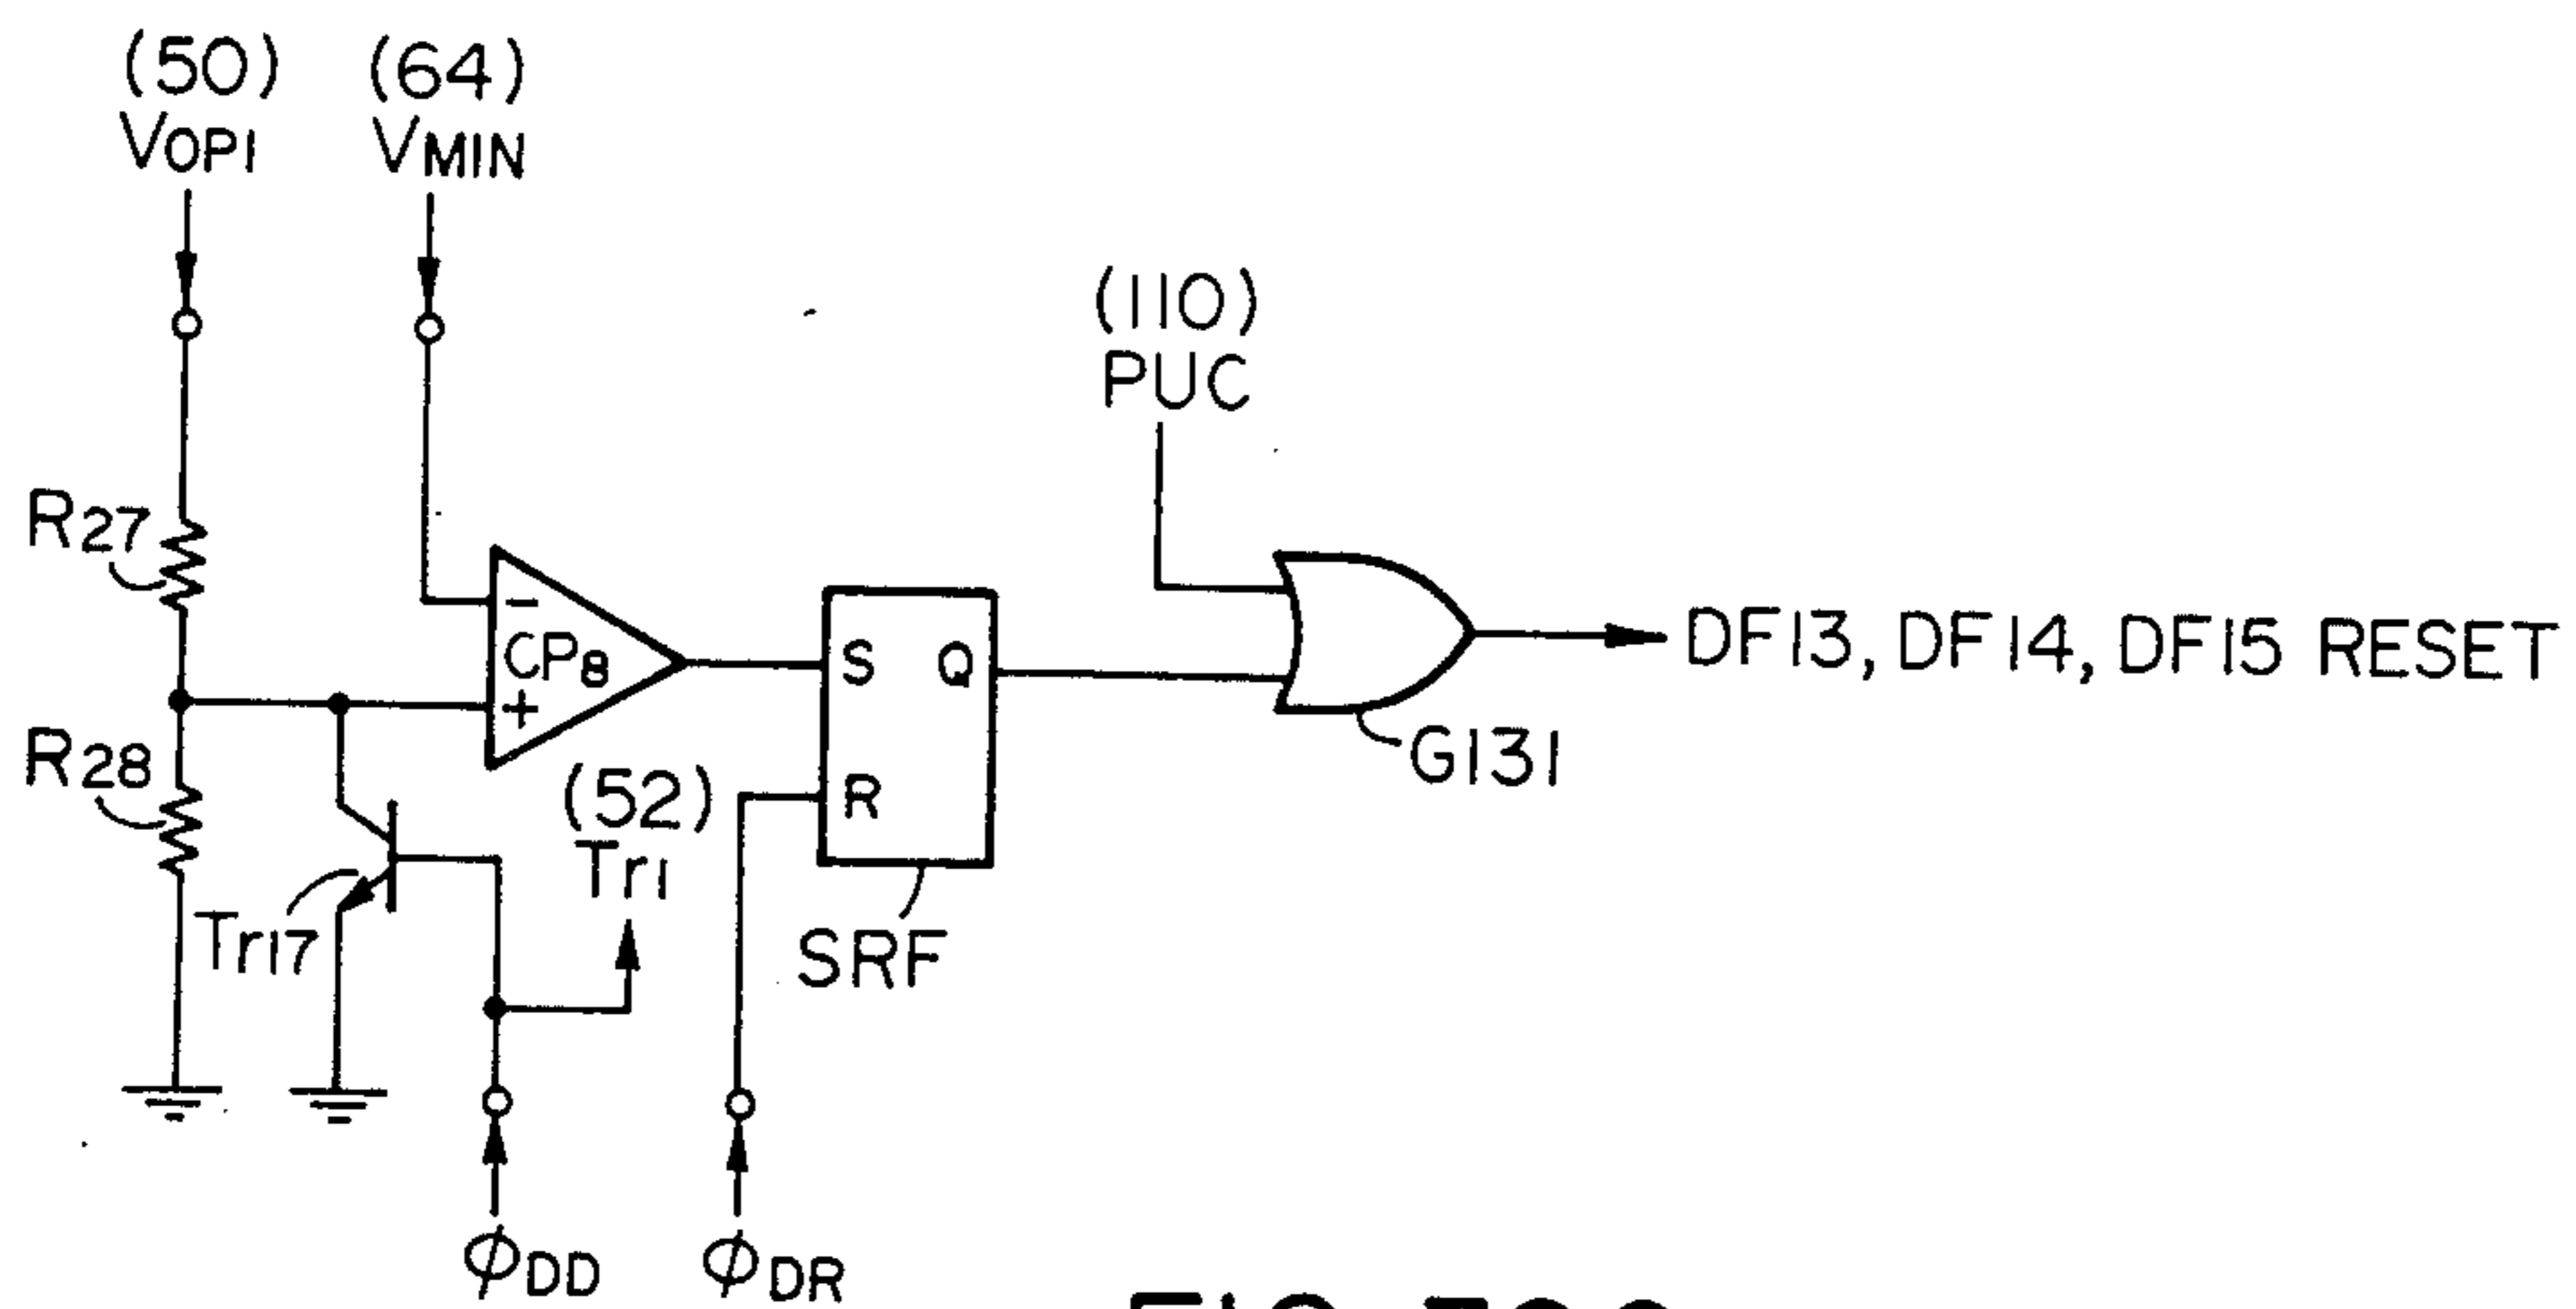 (50)
VOP1
(64)
VMIN
(110)
PUC
R27
CP8
-
+
S Q
R
DF13, DF14, DF15 RESET
G131
R28
(52)
Tr1
Tr17
SRF
φDD
φDR